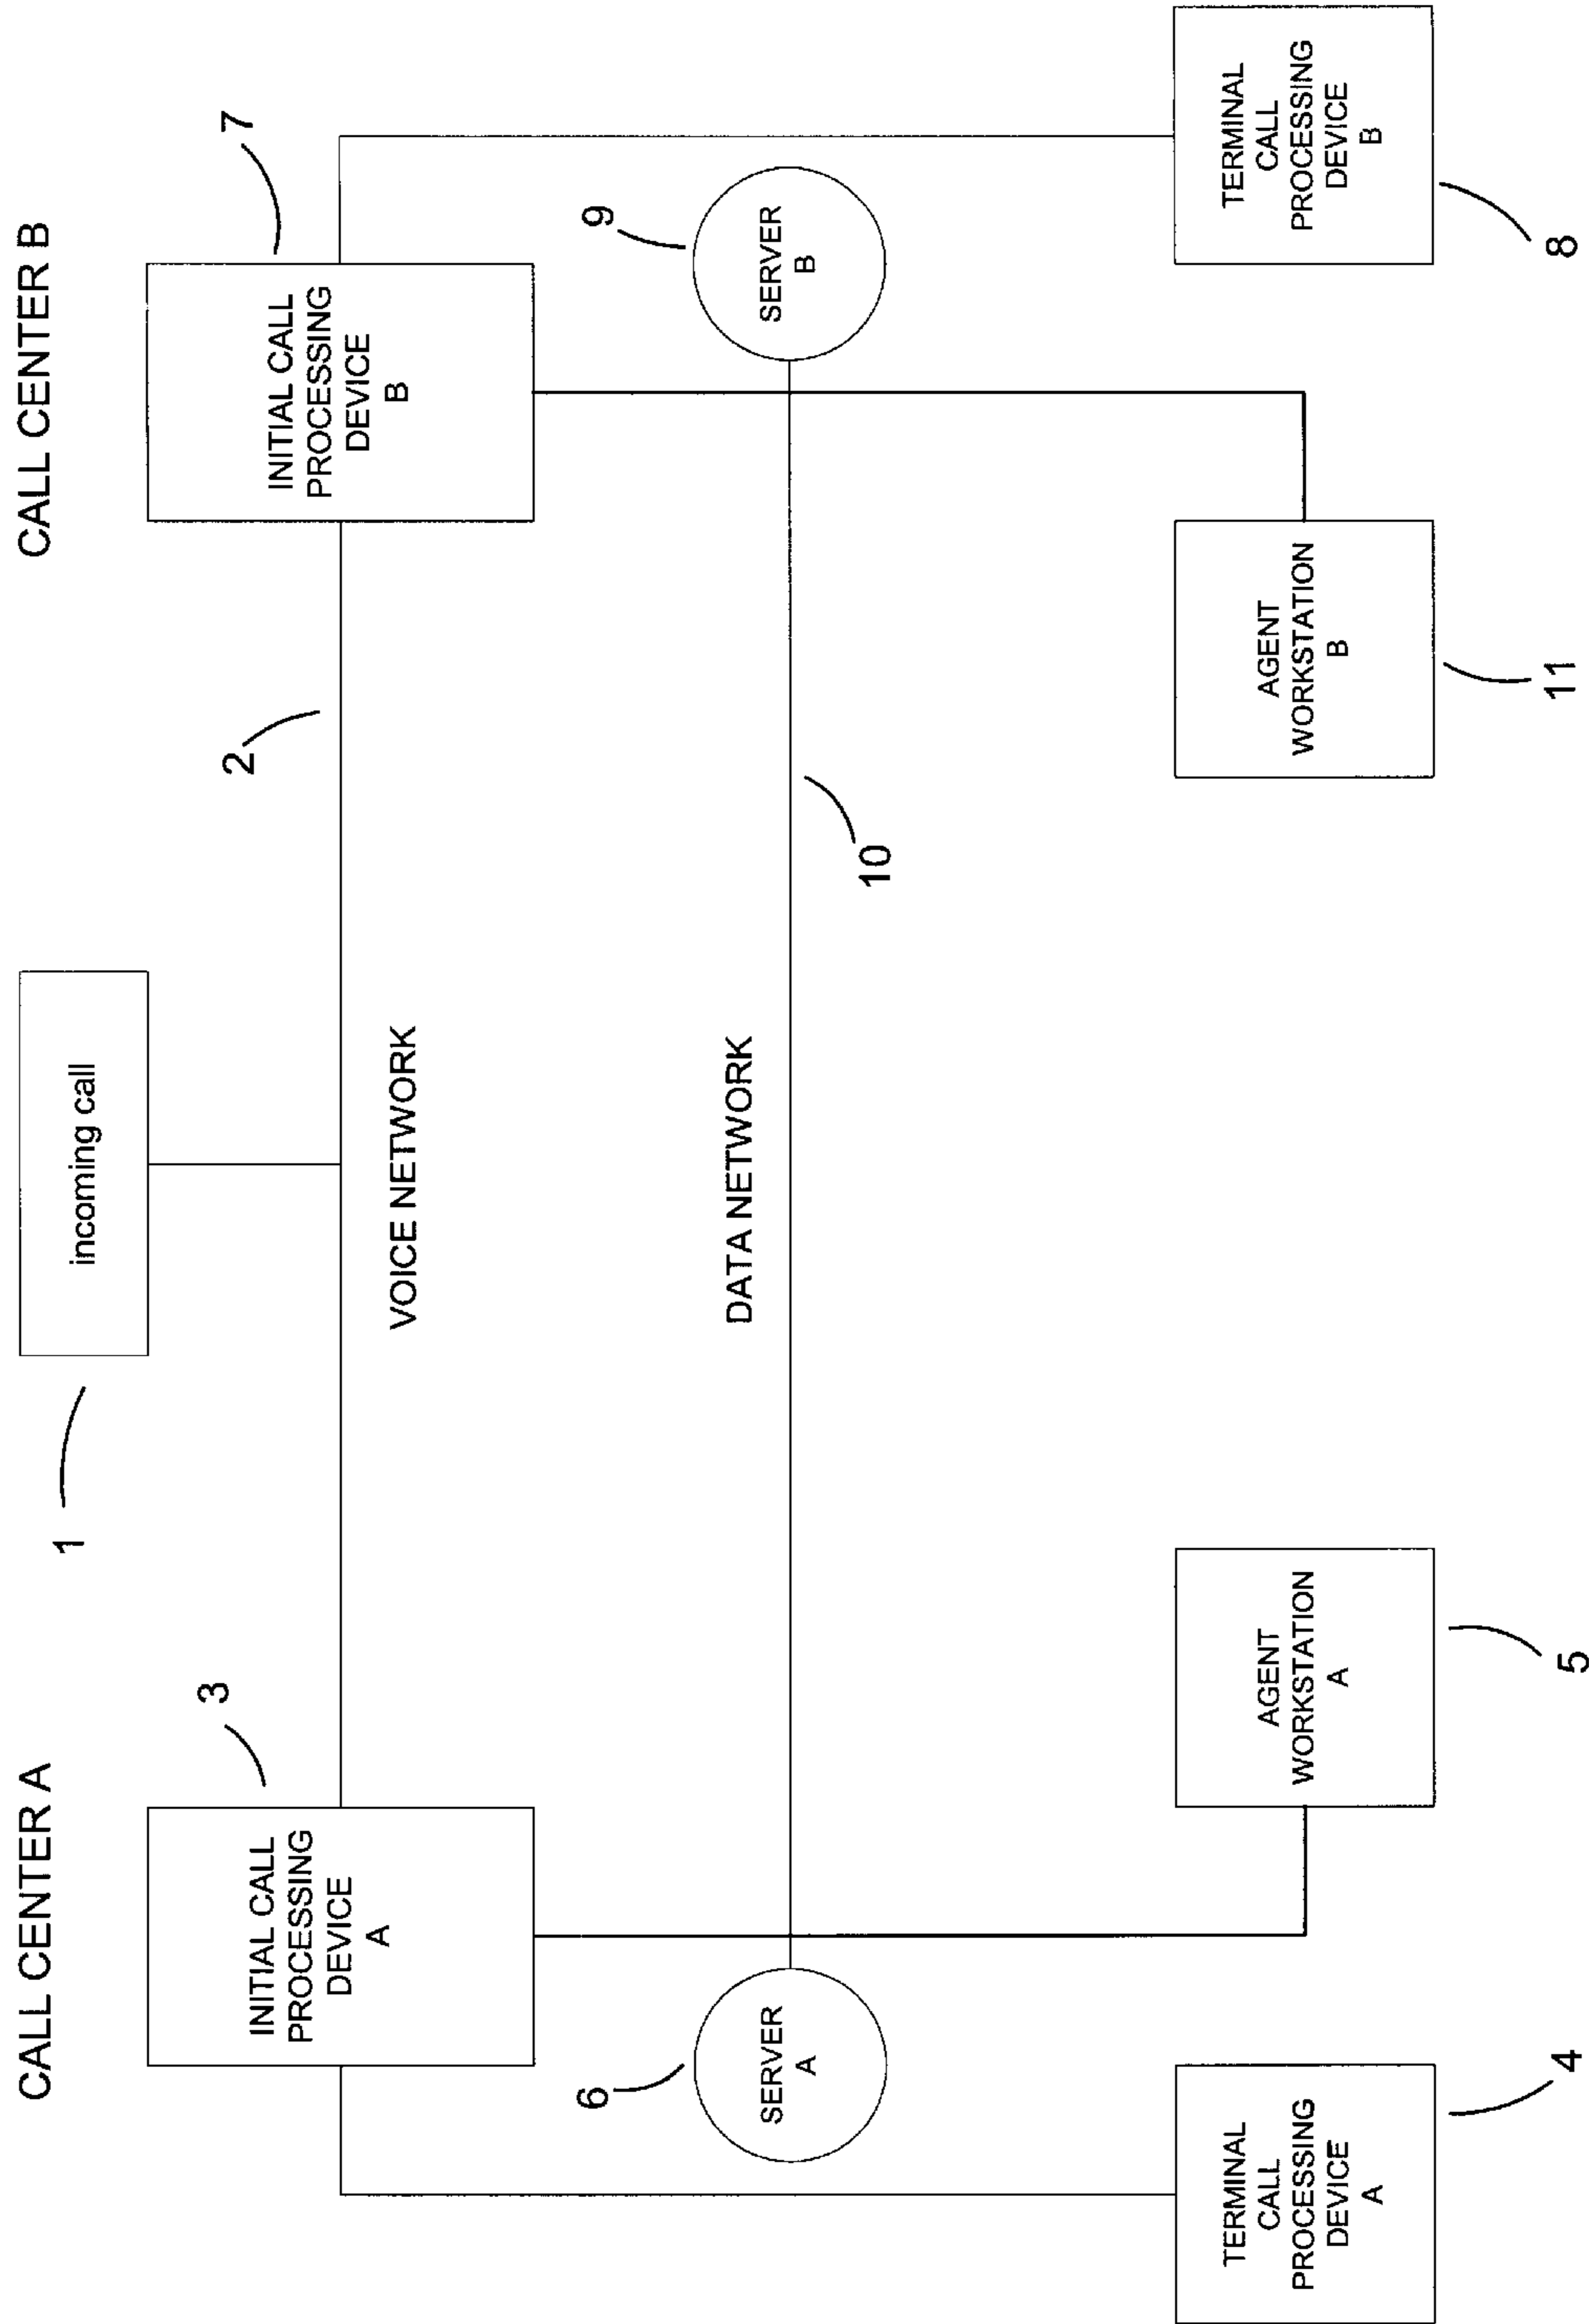 CALL CENTER A
CALL CENTER B
1
incoming call
3
INITIAL CALL
PROCESSING
DEVICE
A
2
7
INITIAL CALL
PROCESSING
DEVICE
B
VOICE NETWORK
6
SERVER
A
DATA NETWORK
10
9
SERVER
B
TERMINAL
CALL
PROCESSING
DEVICE
A
4
AGENT
WORKSTATION
A
5
AGENT
WORKSTATION
B
11
TERMINAL
CALL
PROCESSING
DEVICE
B
8